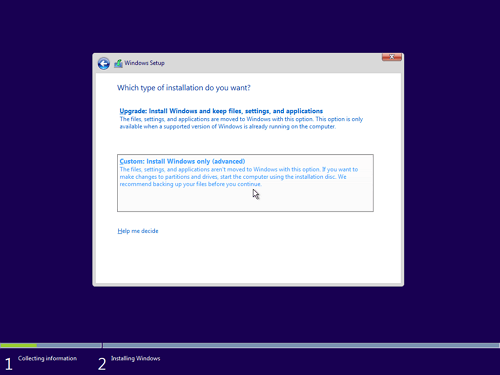 Windows Setup
Which type of installation do you want?
Upgrade: Install Windows and keep files, settings, and applications
The files, settings, and applications are moved to Windows with this option. This option is only
available when a supported version of Windows is already running on the computer.
Custom: Install Windows only (advanced)
The files, settings, and applications aren't moved to Windows with this option. If you want to
make changes to partitions and drives, start the computer using the installation disc. We
recommend backing up your files before you continue.
Help me decide
1 Collecting information
2 Installing Windows